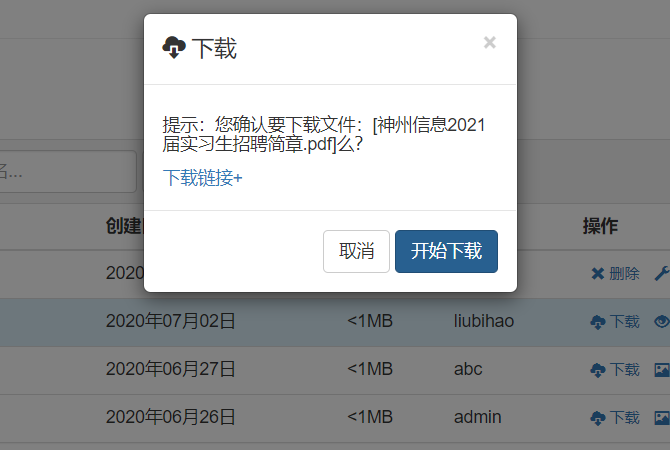 下载
×
提示：您确认要下载文件：[神州信息2021
届实习生招聘简章.pdf]么？
下载链接+
取消 开始下载
名...
创建 操作
2020 删除
2020年07月02日 <1MB liubihao 下载
2020年06月27日 <1MB abc 下载
2020年06月26日 <1MB admin 下载